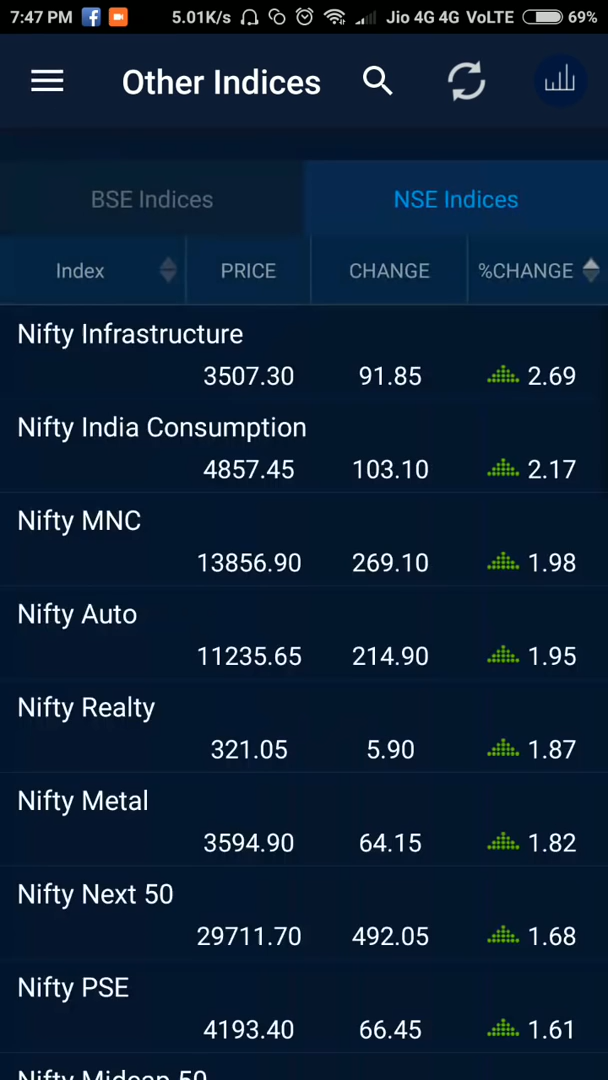 7:47 PM 5.01K/s Jio 4G 4G VoLTE 69%
Other Indices
BSE Indices NSE Indices
Index PRICE CHANGE %CHANGE
Nifty Infrastructure
3507.30 91.85 2.69
Nifty India Consumption
4857.45 103.10 2.17
Nifty MNC
13856.90 269.10 1.98
Nifty Auto
11235.65 214.90 1.95
Nifty Realty
321.05 5.90 1.87
Nifty Metal
3594.90 64.15 1.82
Nifty Next 50
29711.70 492.05 1.68
Nifty PSE
4193.40 66.45 1.61
Nifty Midcap 50